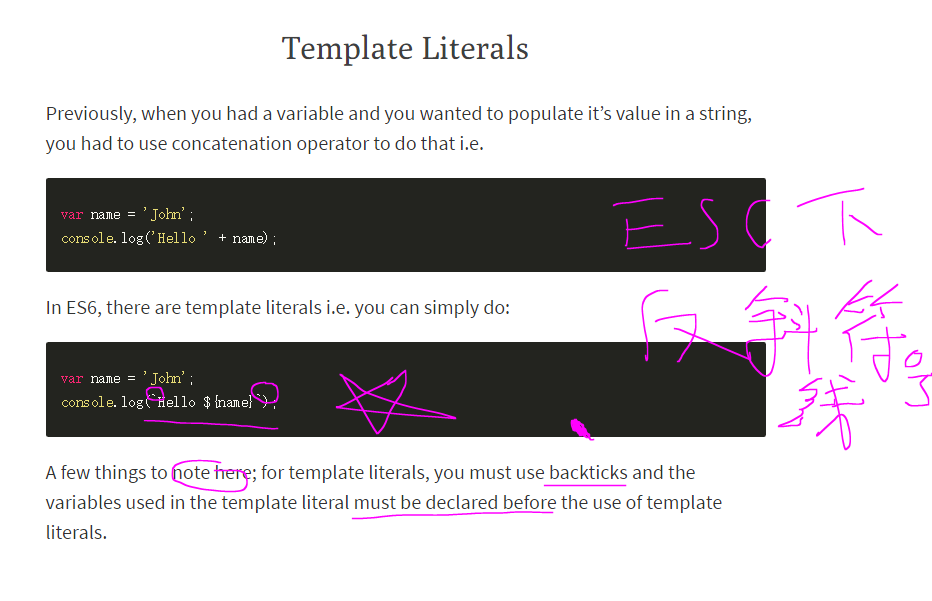 Template Literals
Previously, when you had a variable and you wanted to populate it’s value in a string,
you had to use concatenation operator to do that i.e.
var name = 'John';
console.log('Hello ' + name);
ESC下
In ES6, there are template literals i.e. you can simply do:
反斜符号
线
var name = 'John';
console.log(`Hello ${name}`);
A few things to note here; for template literals, you must use backticks and the
variables used in the template literal must be declared before the use of template
literals.